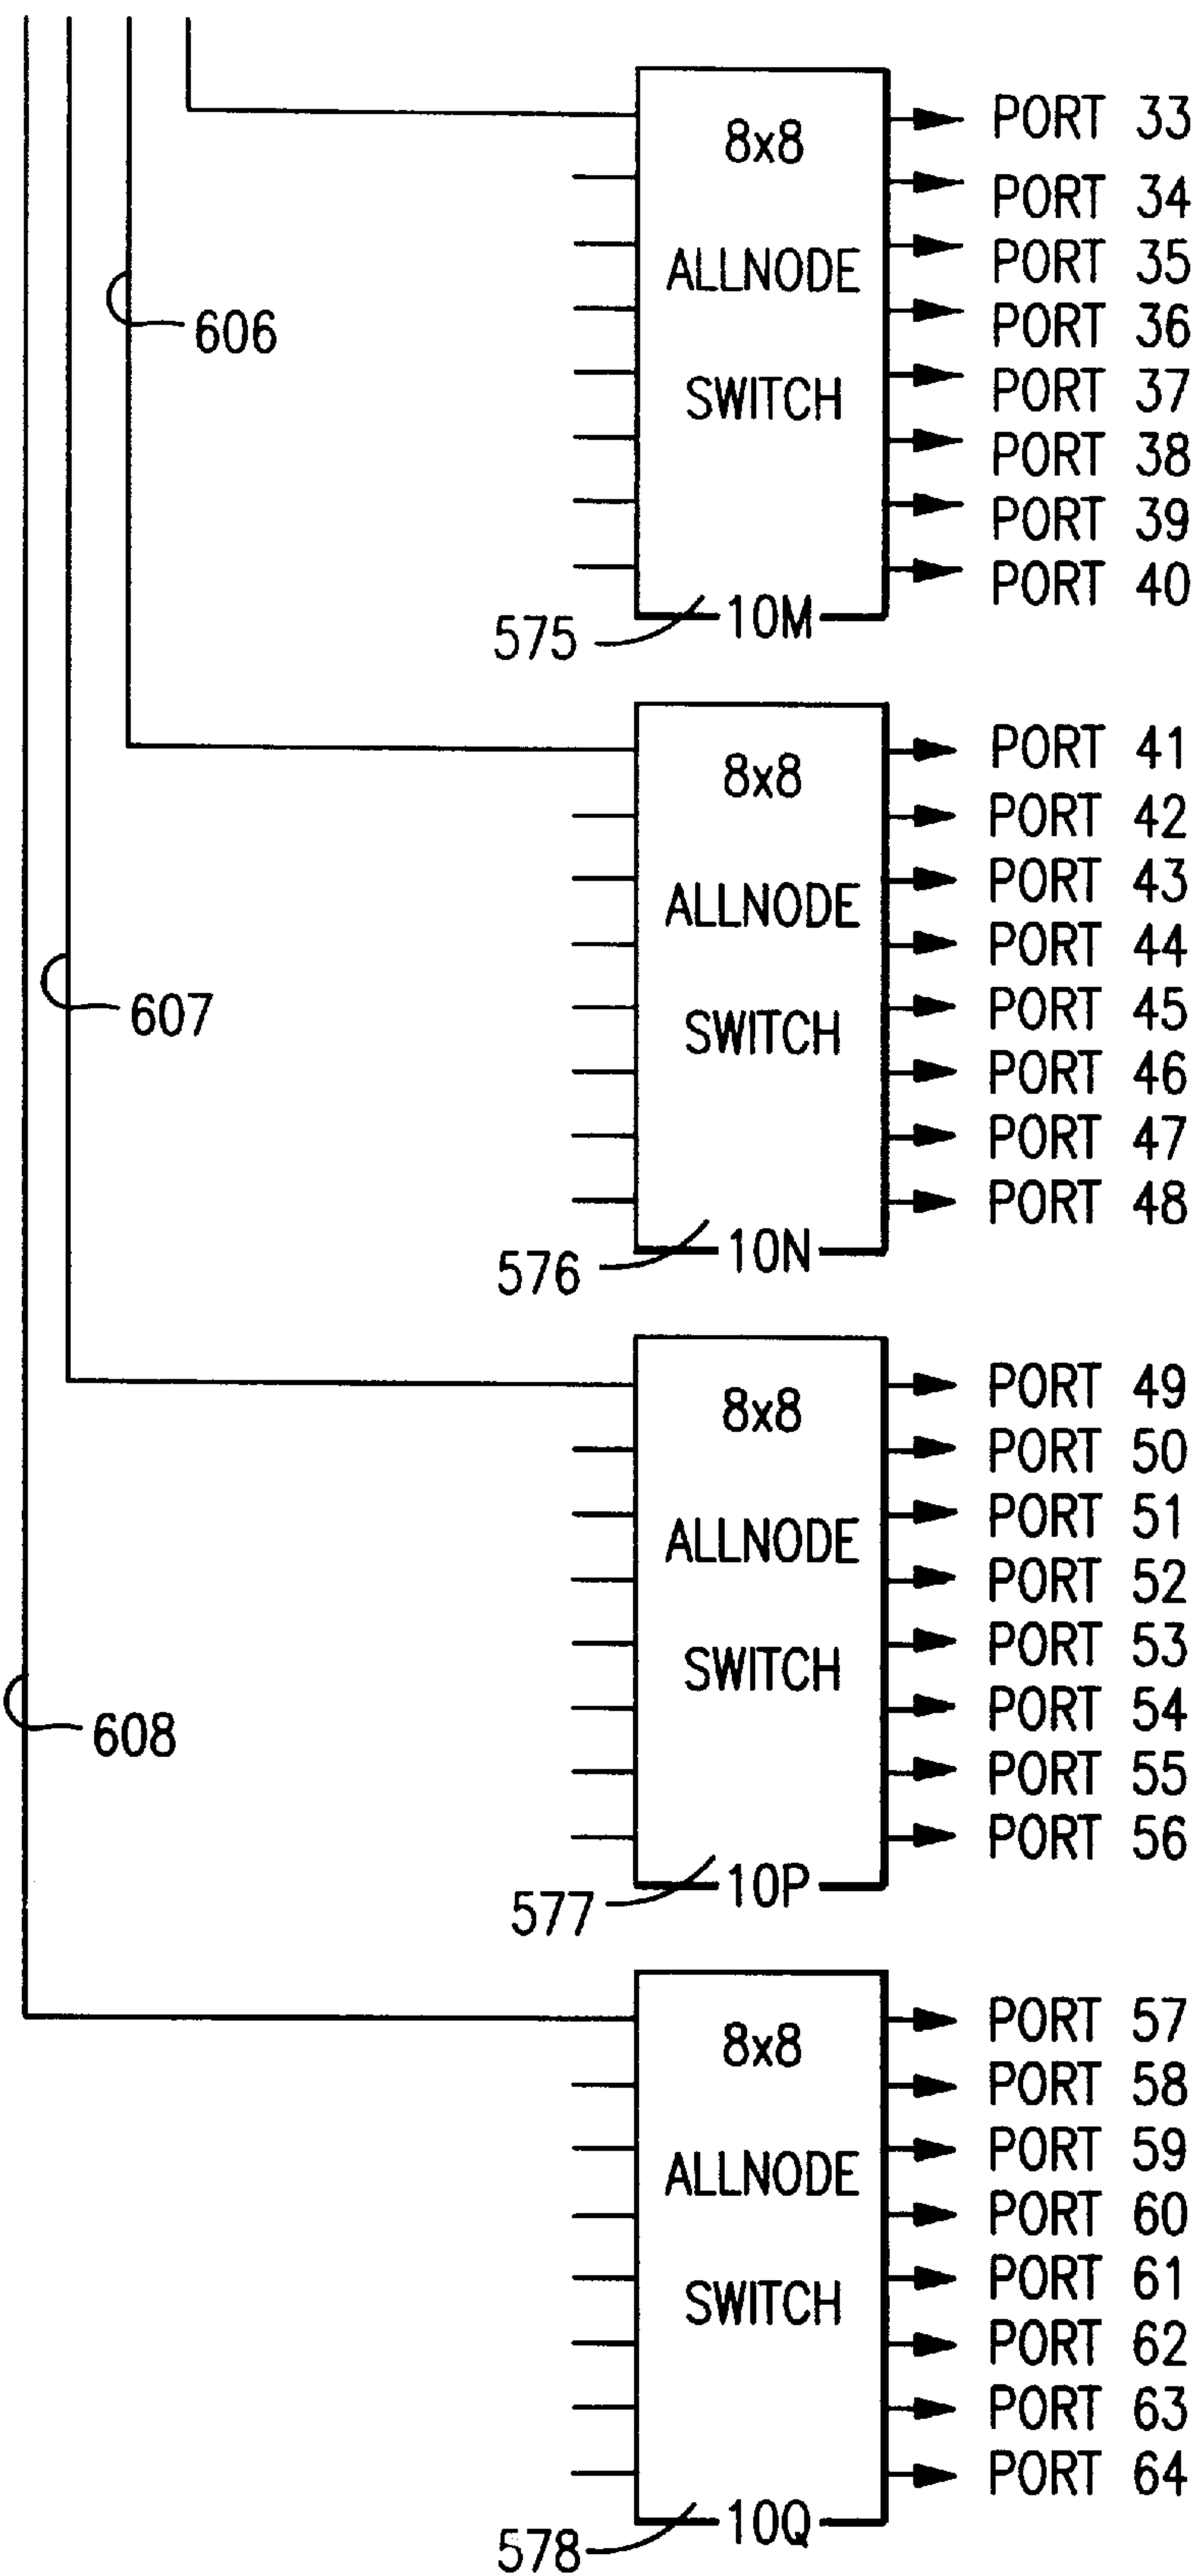 8x8
ALLNODE
SWITCH
10M
575
606
PORT 33
PORT 34
PORT 35
PORT 36
PORT 37
PORT 38
PORT 39
PORT 40
8x8
ALLNODE
SWITCH
10N
576
607
PORT 41
PORT 42
PORT 43
PORT 44
PORT 45
PORT 46
PORT 47
PORT 48
8x8
ALLNODE
SWITCH
10P
577
608
PORT 49
PORT 50
PORT 51
PORT 52
PORT 53
PORT 54
PORT 55
PORT 56
8x8
ALLNODE
SWITCH
10Q
578
PORT 57
PORT 58
PORT 59
PORT 60
PORT 61
PORT 62
PORT 63
PORT 64